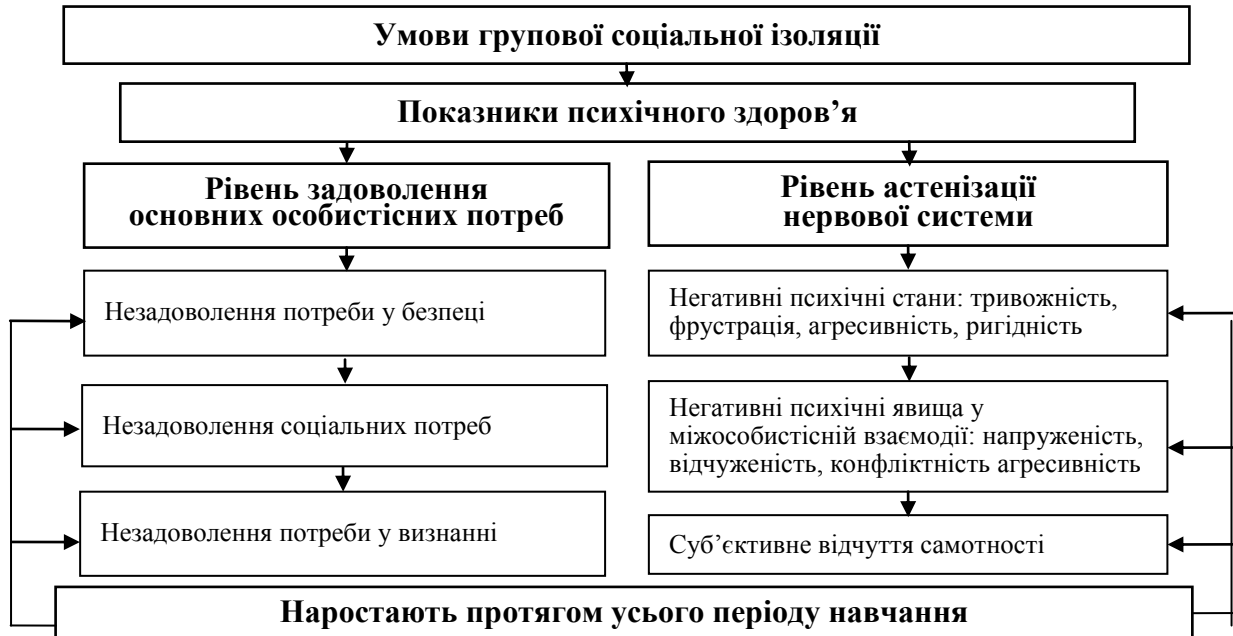 Умови групової соціальної ізоляції
Показники психічного здоров’я
Рівень задоволення
основних особистісних потреб
Рівень астенізації
нервової системи
Незадоволення потреби у безпеці
Негативні психічні стани: тривожність,
фрустрація, агресивність, ригідність
Незадоволення соціальних потреб
Негативні психічні явища у
міжособистісній взаємодії: напруженість,
відчуженість, конфліктність агресивність
Незадоволення потреби у визнанні
Суб’єктивне відчуття самотності
Наростають протягом усього періоду навчання